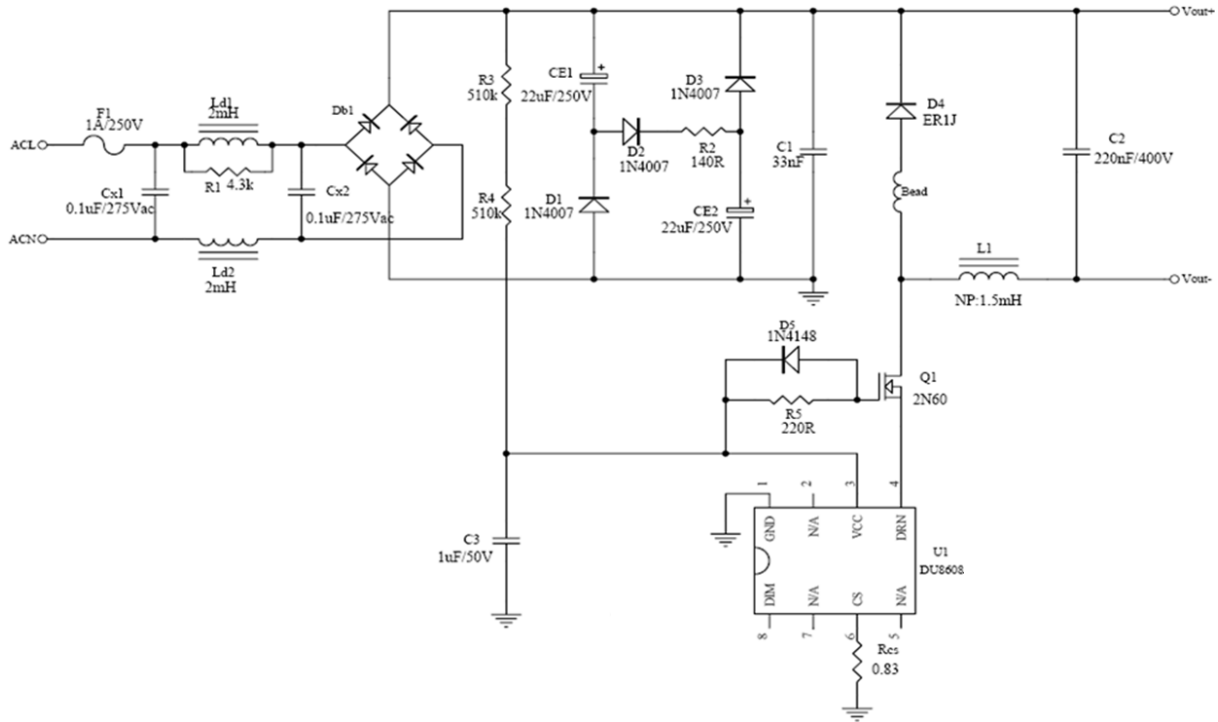 Vout+
F1
1A/250V
Ld1
2mH
Db1
R3
510k
CE1
+
22uF/250V
D3
1N4007
D4
ER1J
ACL
R1
4.3k
D2
1N4007
R2
140R
C1
33nF
C2
220nF/400V
Cx1
0.1uF/275Vac
Cx2
0.1uF/275Vac
R4
510k
D1
1N4007
CE2
+
22uF/250V
Bead
ACN
Ld2
2mH
L1
NP:1.5mH
Vout-
D5
1N4148
R5
220R
Q1
2N60
1
2
3
4
GND
N/A
VCC
DRN
C3
1uF/50V
U1
DU8608
DIM
N/A
CS
N/A
8
7
6
5
Rcs
0.83